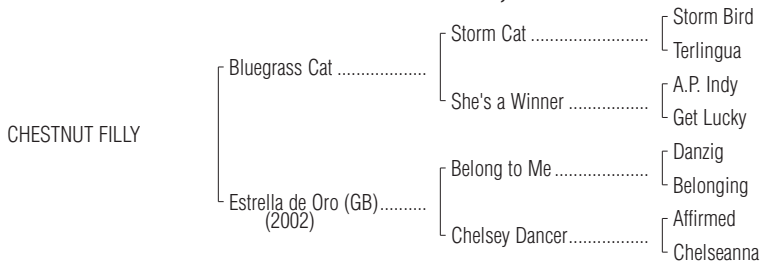 Storm Bird
Storm Cat ..........................
Terlingua
Bluegrass Cat ...................
A.P. Indy
She's a Winner .................
Get Lucky
CHESTNUT FILLY
Danzig
Belong to Me ....................
Belonging
Estrella de Oro (GB)..........
(2002)
Affirmed
Chelsey Dancer.................
Chelseanna